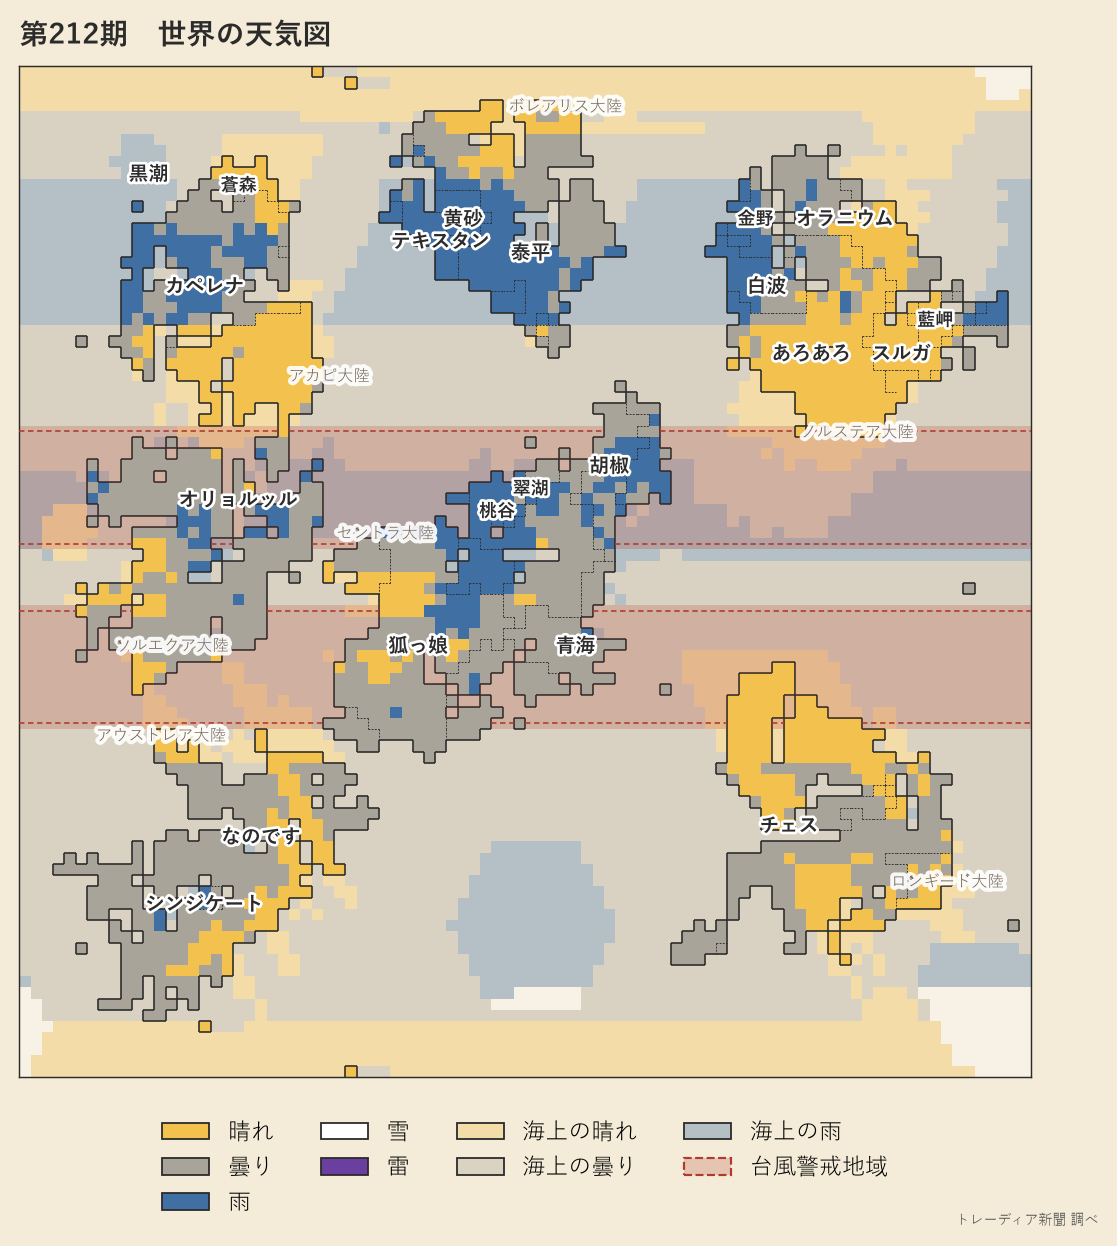 第212期　世界の天気図
ボレアリス大陸
黒潮
蒼森
黄砂
金野
オラニウム
テキスタン
泰平
カペレナ
白波
藍岬
あろあろ
スルガ
アカピ大陸
ノルステア大陸
胡椒
翠湖
オリョルッル
桃谷
セントラ大陸
ソルエクア大陸
狐っ娘
青海
アウストレア大陸
チェス
なのです
ロンギード大陸
シンジケート
晴れ
雪
海上の晴れ
海上の雨
曇り
雷
海上の曇り
台風警戒地域
雨
トレーディア新聞 調べ